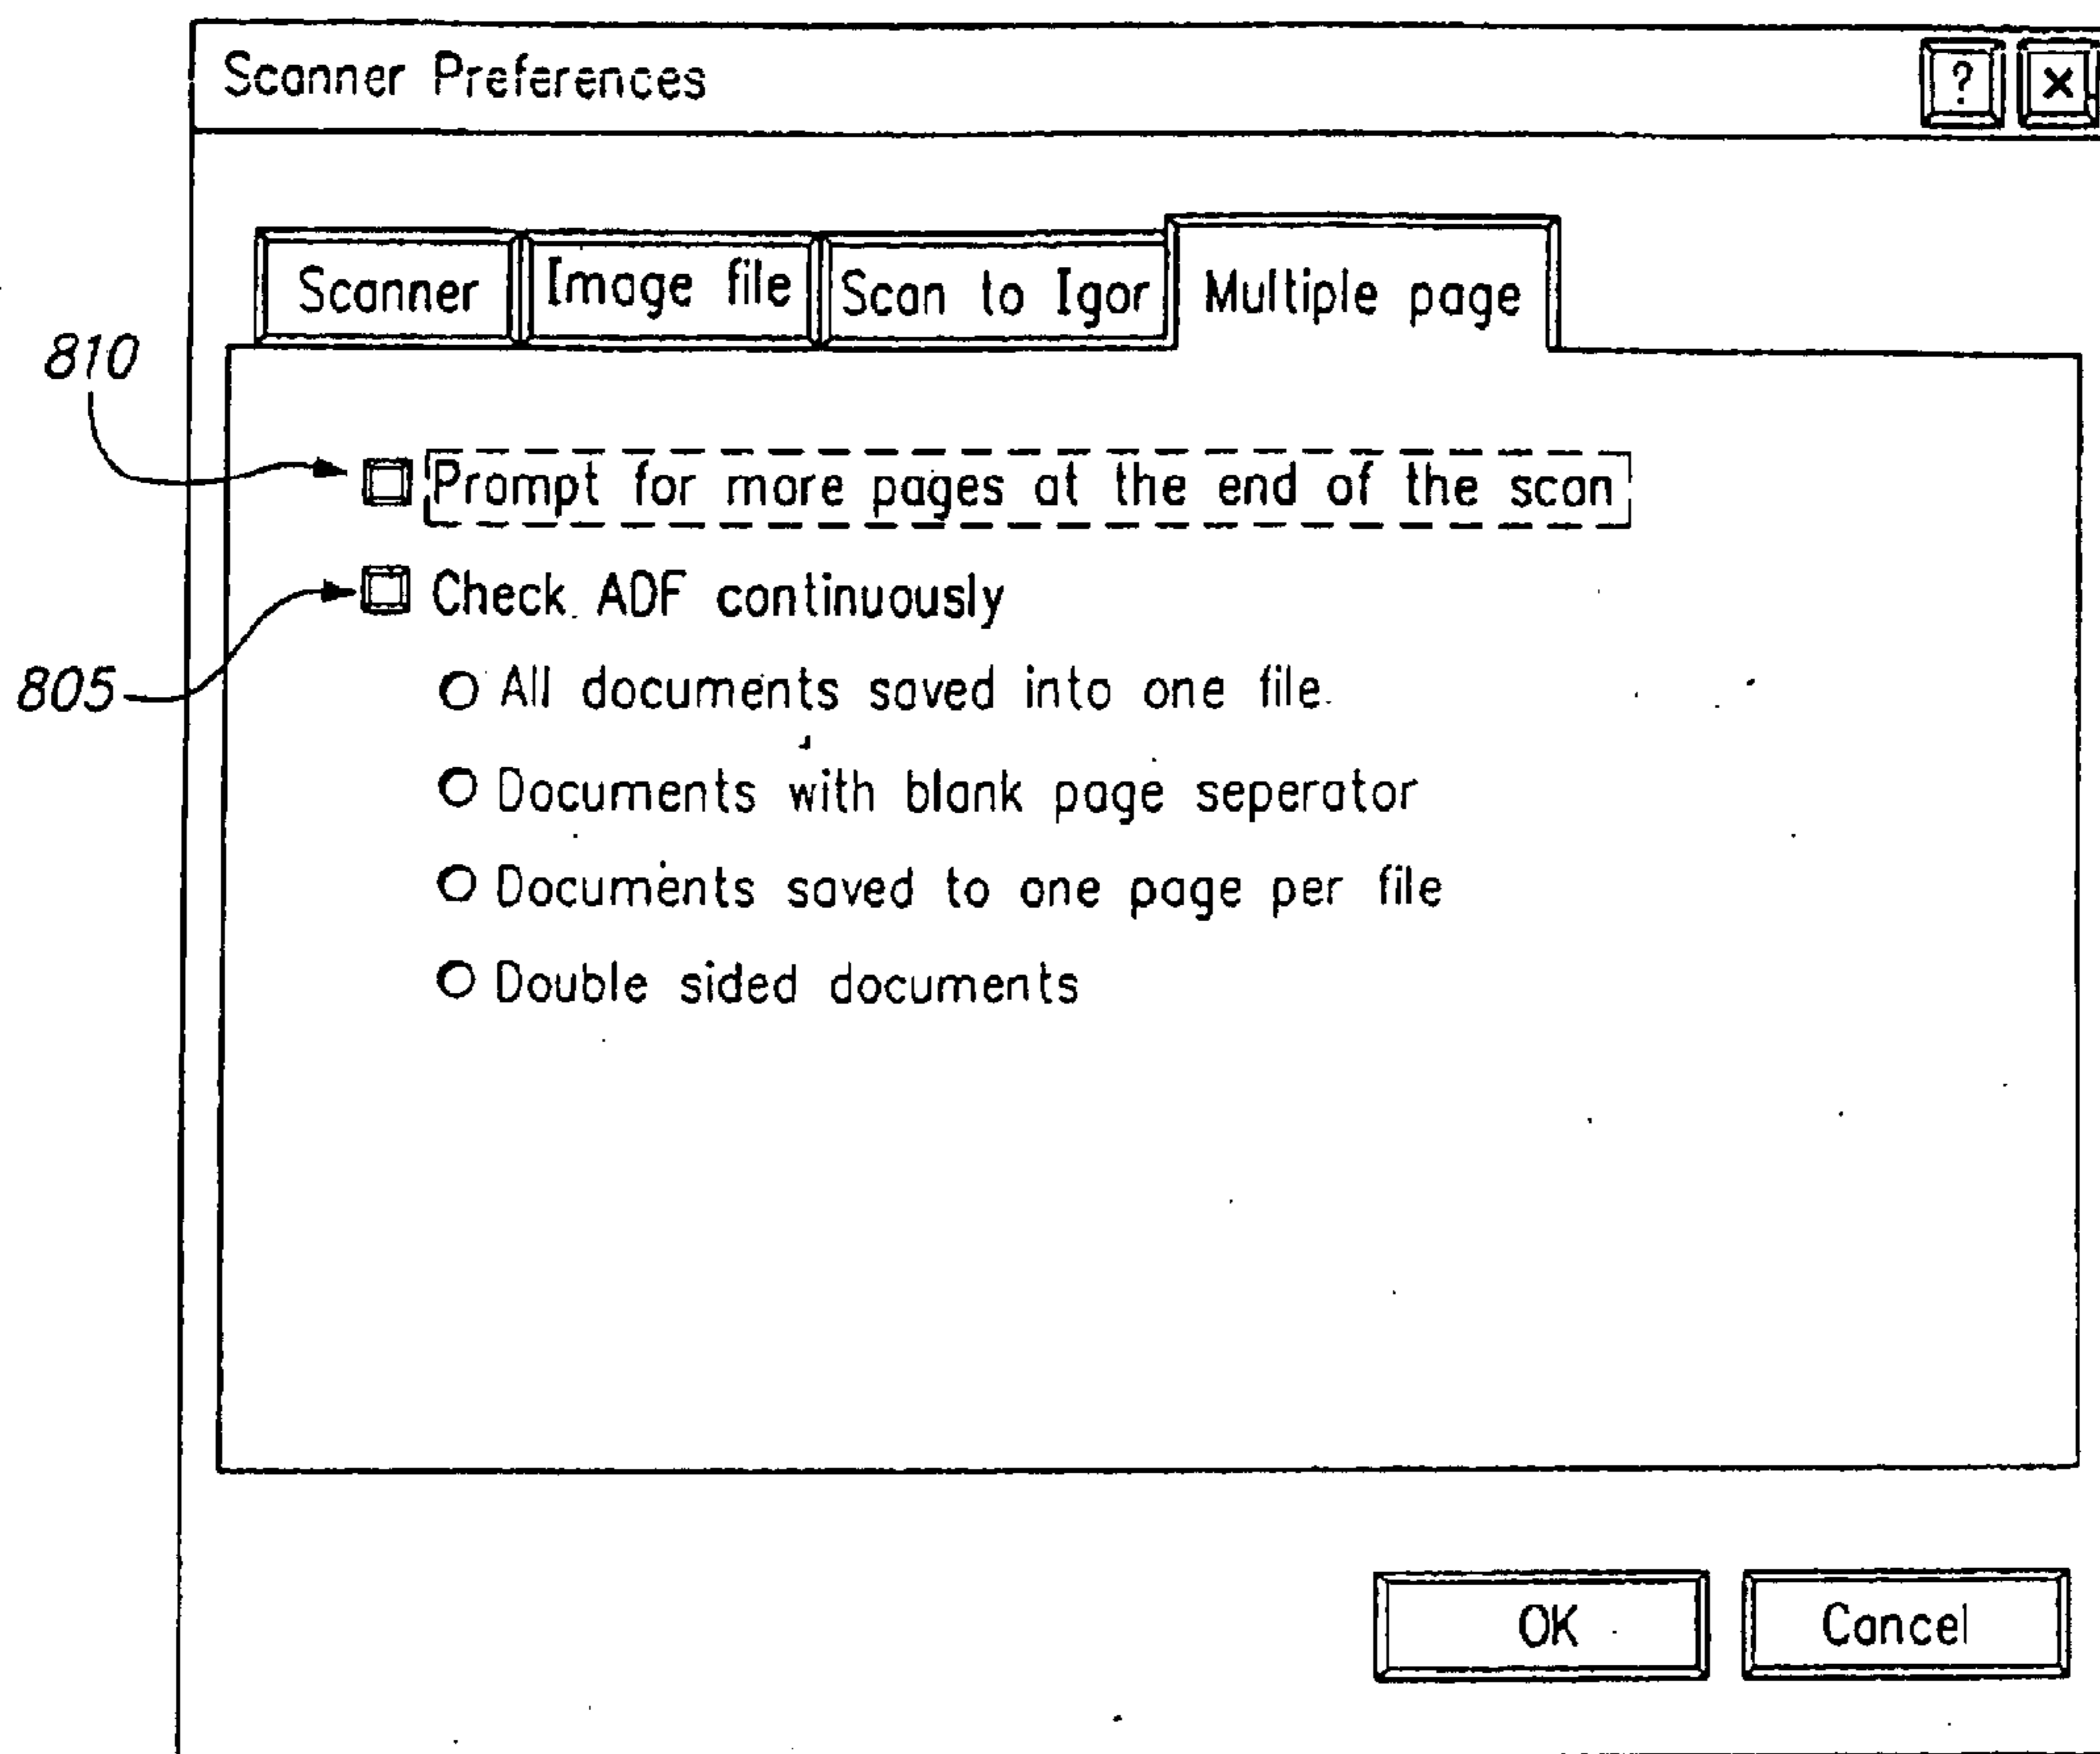 Scanner Preferences ? ×
Scanner Image file Scan to Igor Multiple page
810
Prompt for more pages at the end of the scan
Check ADF continuously
805
All documents saved into one file
Documents with blank page seperator
Documents saved to one page per file
Double sided documents
OK Cancel